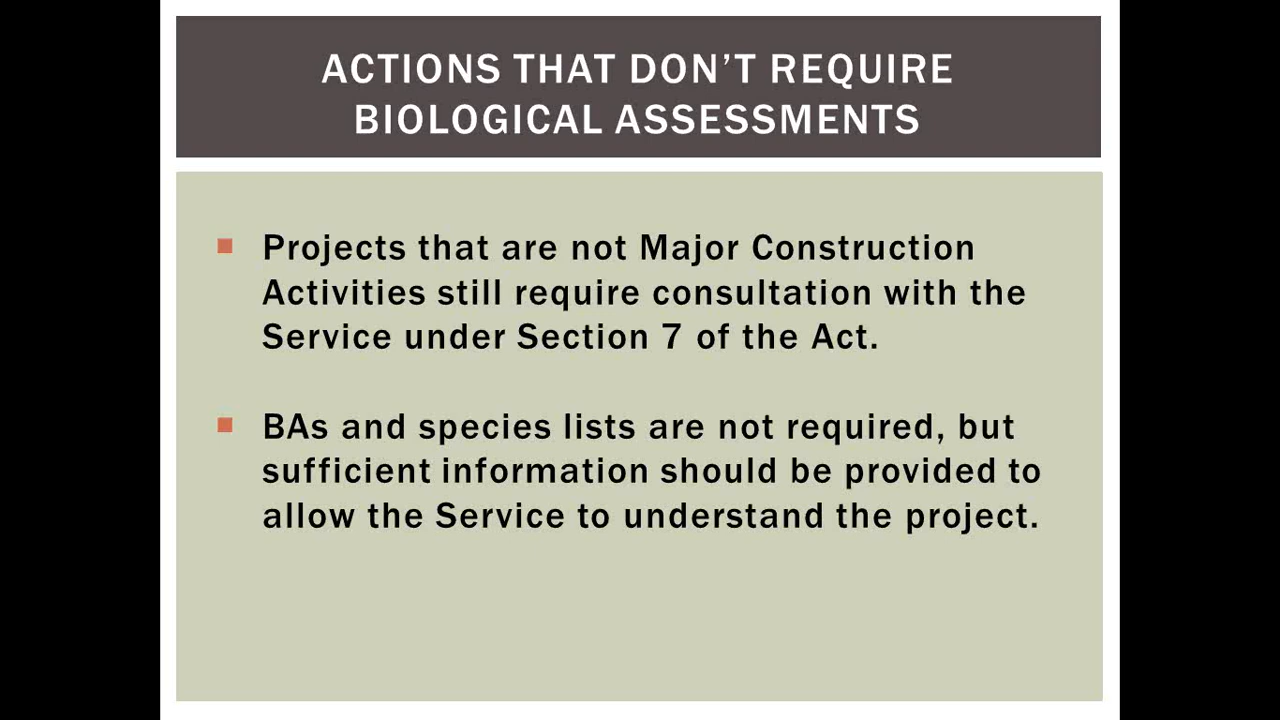 ACTIONS THAT DON’T REQUIRE
BIOLOGICAL ASSESSMENTS
Projects that are not Major Construction
Activities still require consultation with the
Service under Section 7 of the Act.
BAs and species lists are not required, but
sufficient information should be provided to
allow the Service to understand the project.